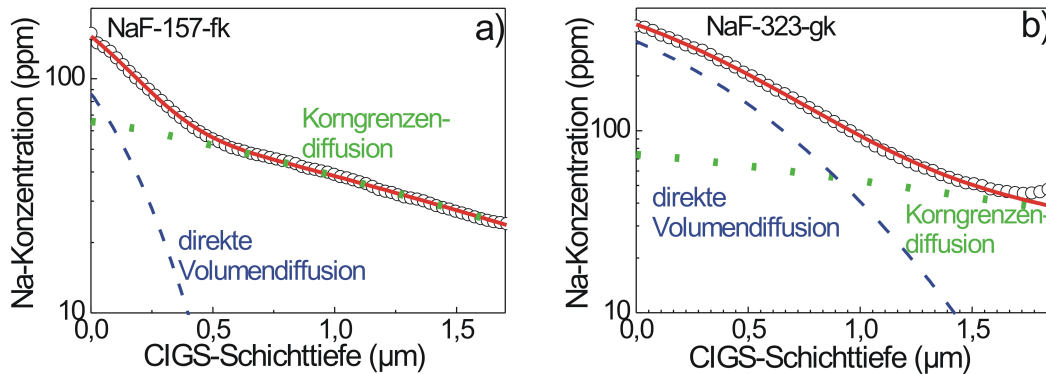 NaF-157-fk
a)
Na-Konzentration (ppm)
100
10
Korngrenzen-
diffusion
direkte
Volumendiffusion
0,0
0,5
1,0
1,5
CIGS-Schichttiefe (µm)
NaF-323-gk
b)
Na-Konzentration (ppm)
100
10
direkte
Volumendiffusion
Korngrenzen-
diffusion
0,0
0,5
1,0
1,5
CIGS-Schichttiefe (µm)